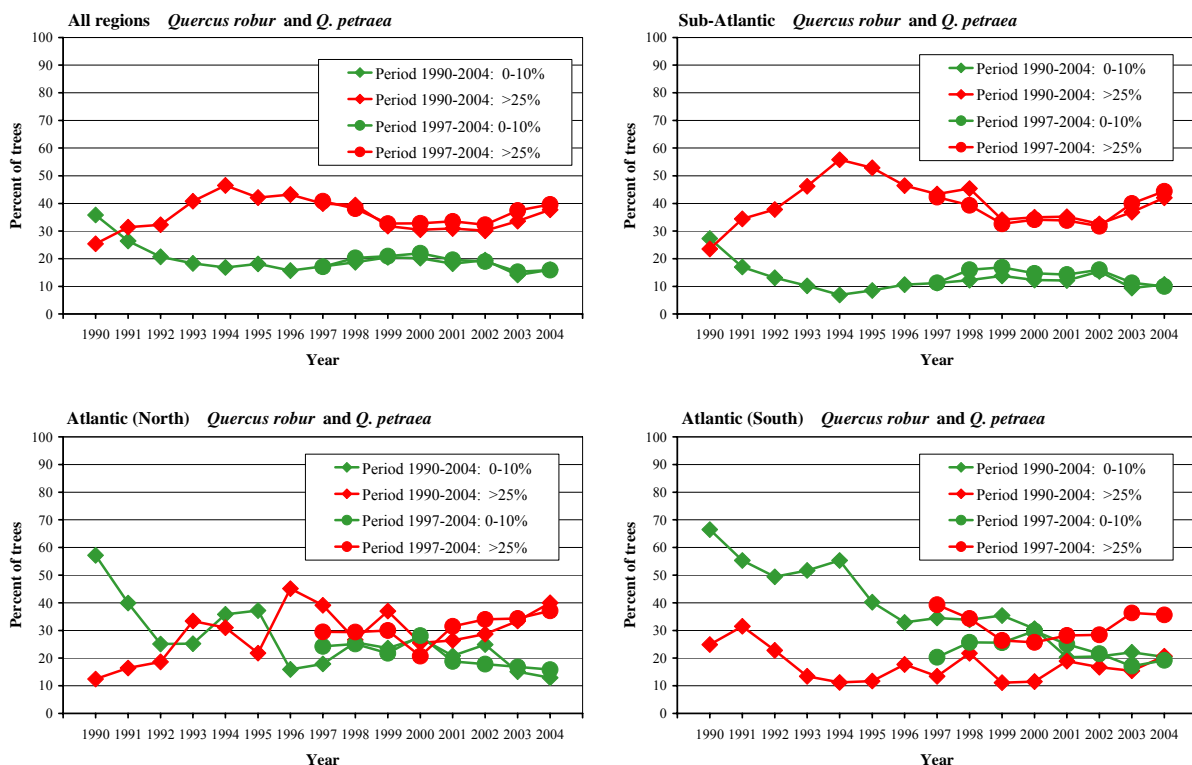 All regions Quercus robur and Q. petraea
Percent of trees
100
90
80
70
60
50
40
30
20
10
0
Period 1990-2004: 0-10%
Period 1990-2004: >25%
Period 1997-2004: 0-10%
Period 1997-2004: >25%
1990 1991 1992 1993 1994 1995 1996 1997 1998 1999 2000 2001 2002 2003 2004
Year
Sub-Atlantic Quercus robur and Q. petraea
Percent of trees
100
90
80
70
60
50
40
30
20
10
0
Period 1990-2004: 0-10%
Period 1990-2004: >25%
Period 1997-2004: 0-10%
Period 1997-2004: >25%
1990 1991 1992 1993 1994 1995 1996 1997 1998 1999 2000 2001 2002 2003 2004
Year
Atlantic (North) Quercus robur and Q. petraea
Percent of trees
100
90
80
70
60
50
40
30
20
10
0
Period 1990-2004: 0-10%
Period 1990-2004: >25%
Period 1997-2004: 0-10%
Period 1997-2004: >25%
1990 1991 1992 1993 1994 1995 1996 1997 1998 1999 2000 2001 2002 2003 2004
Year
Atlantic (South) Quercus robur and Q. petraea
Percent of trees
100
90
80
70
60
50
40
30
20
10
0
Period 1990-2004: 0-10%
Period 1990-2004: >25%
Period 1997-2004: 0-10%
Period 1997-2004: >25%
1990 1991 1992 1993 1994 1995 1996 1997 1998 1999 2000 2001 2002 2003 2004
Year